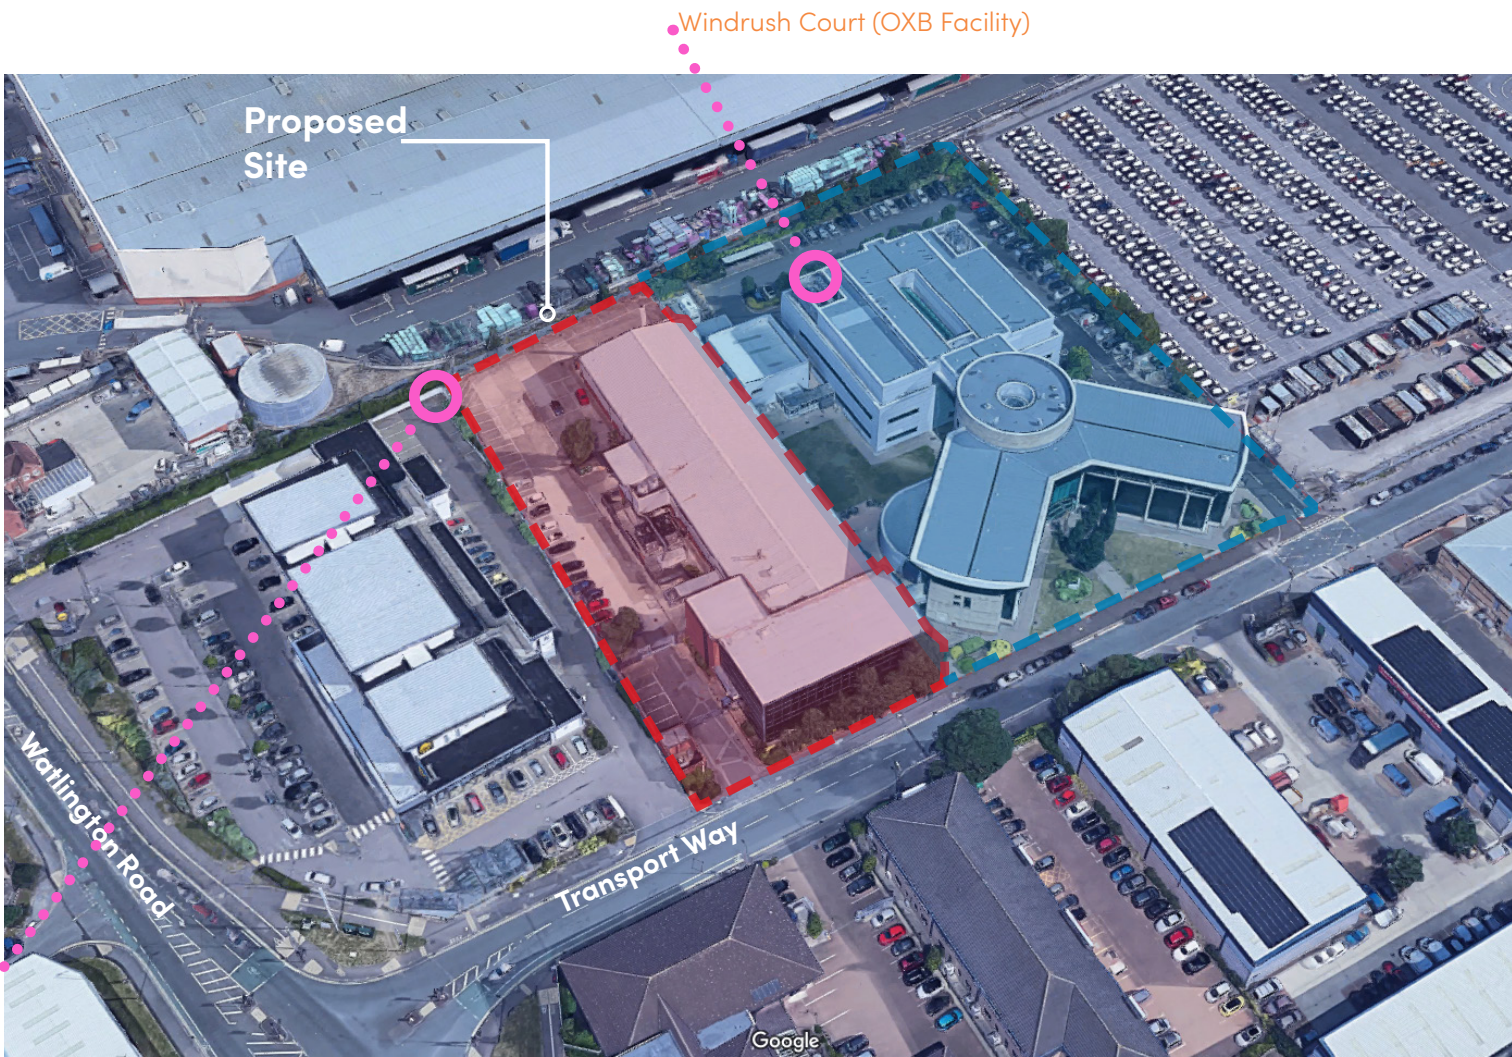 Windrush Court (OXB Facility)
Proposed
Site
Watlington Road
Transport Way
Google